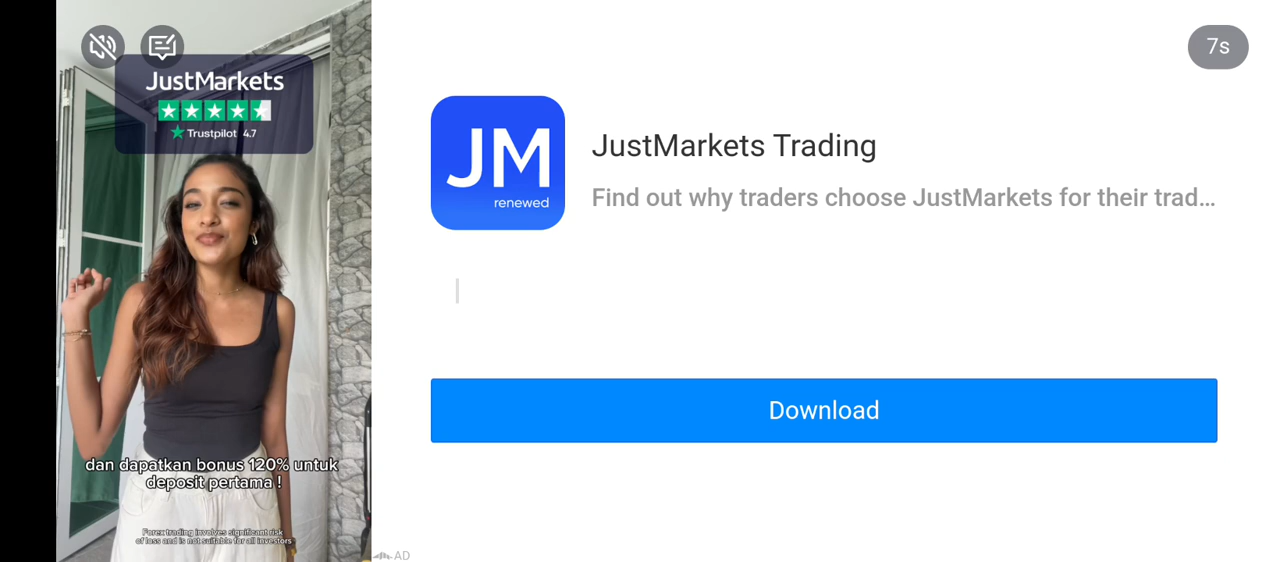 JustMarkets
Trustpilot 4.7
dan dapatkan bonus 120% untuk
deposit pertama !
Forex trading involves significant risk
of loss and is not suitable for all investors
7s
JM
renewed
JustMarkets Trading
Find out why traders choose JustMarkets for their trad...
Download
AD